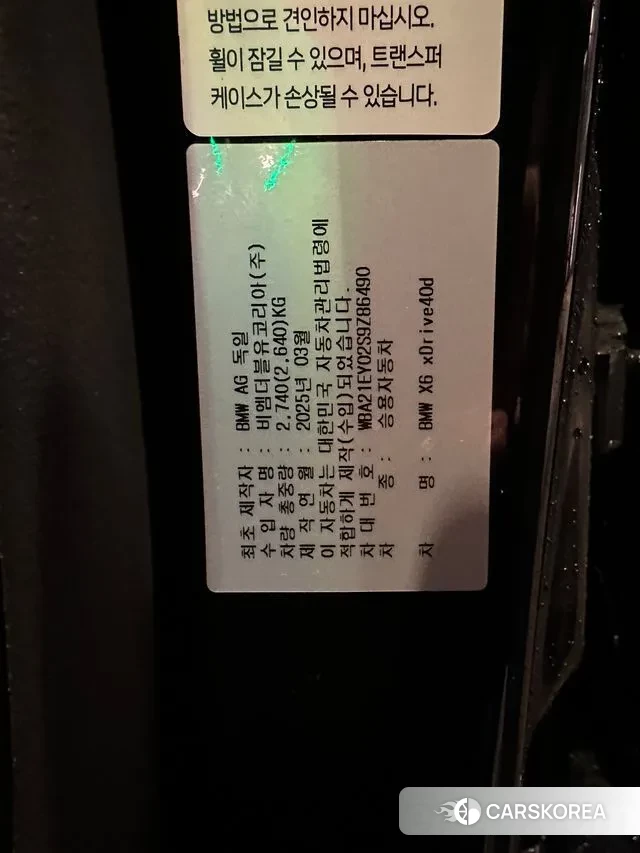 방법으로 견인하지 마십시오.
휠이 잠길 수 있으며, 트랜스퍼
케이스가 손상될 수 있습니다.
최초 제작자 : BMW AG 독일
수 입 자 명 : 비엠더블유코리아(주)
차량 총중량 : 2,740(2,640)KG
제 작 연 월 : 2025년 03월
이 자동차는 대한민국 자동차관리법령에
적합하게 제작(수입)되었습니다.
차 대 번 호 : WBA21EY02S9Z86490
차 종 : 승용자동차
차 명 : BMW X6 xDrive40d
CARSKOREA